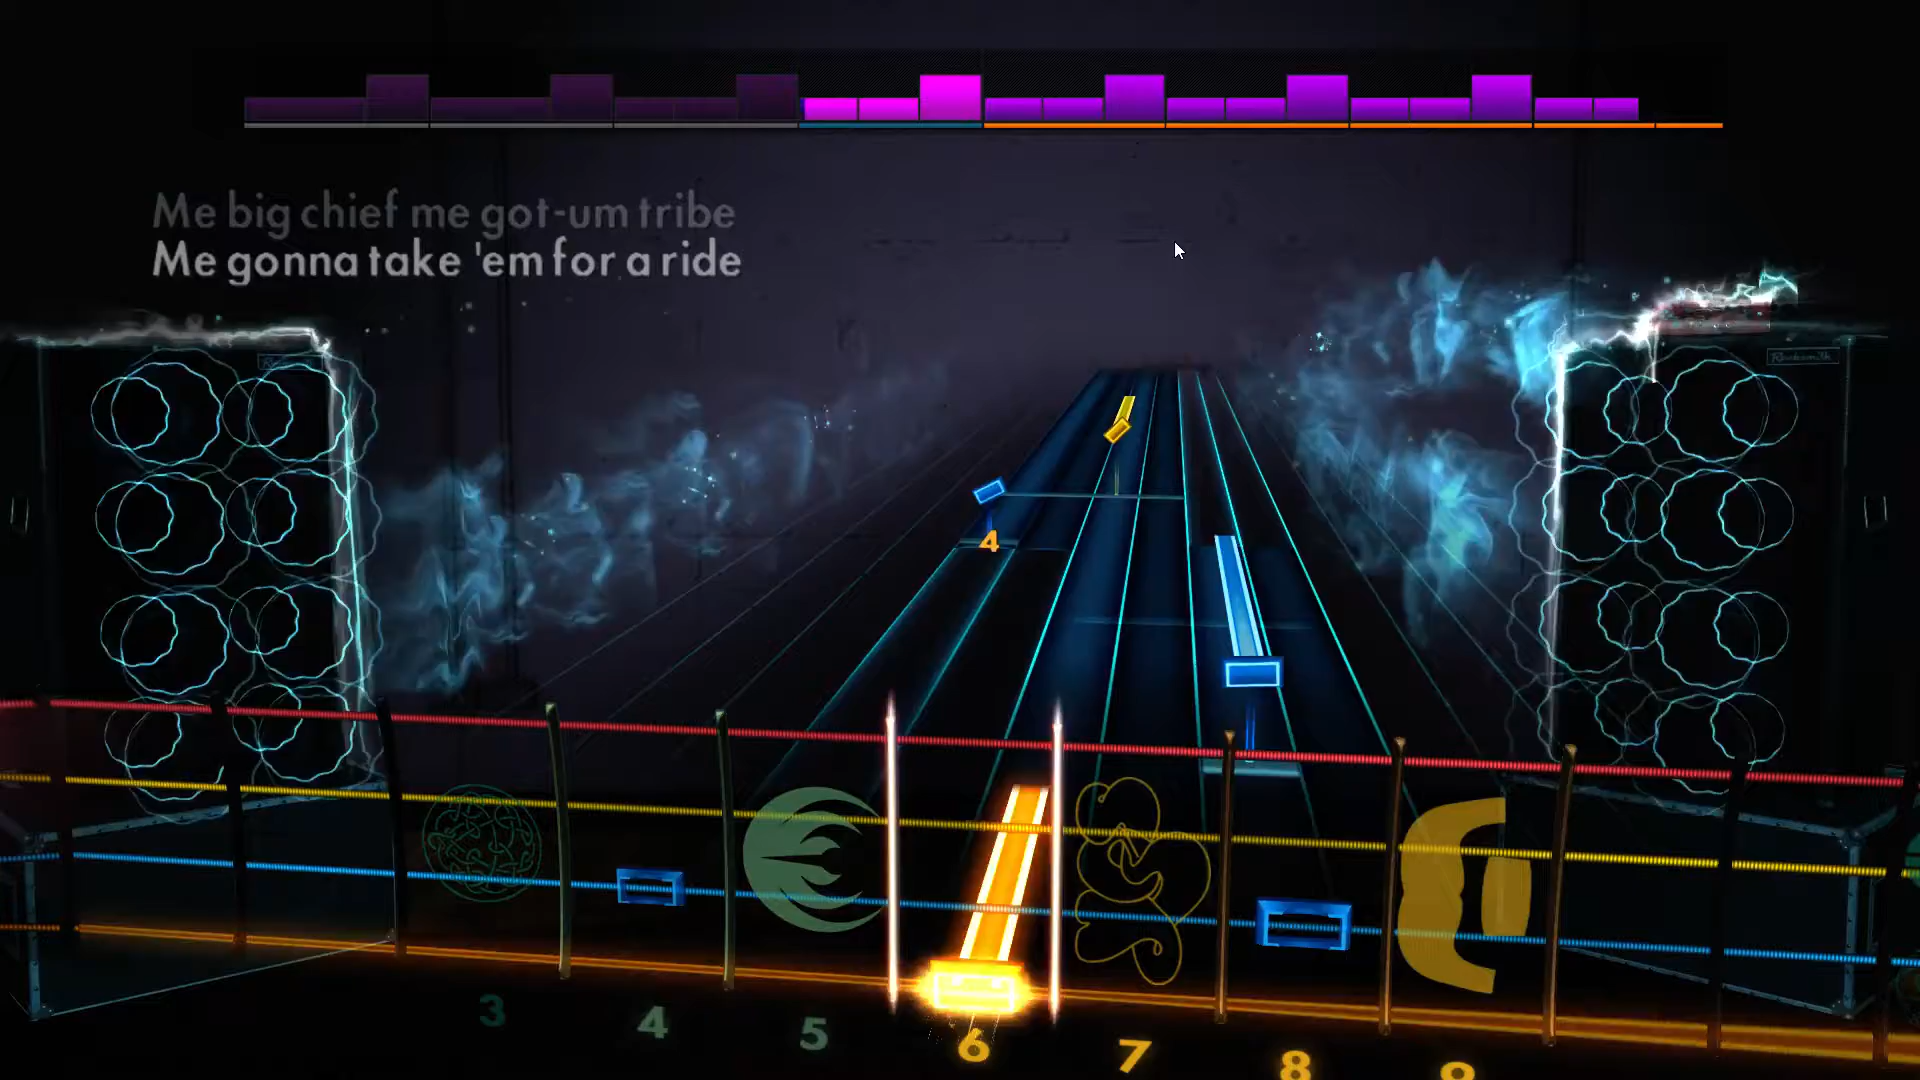 Me big chief me got-um tribe
Me gonna take 'em for a ride
Rocksmith
4
3 4 5 6 7 8 9